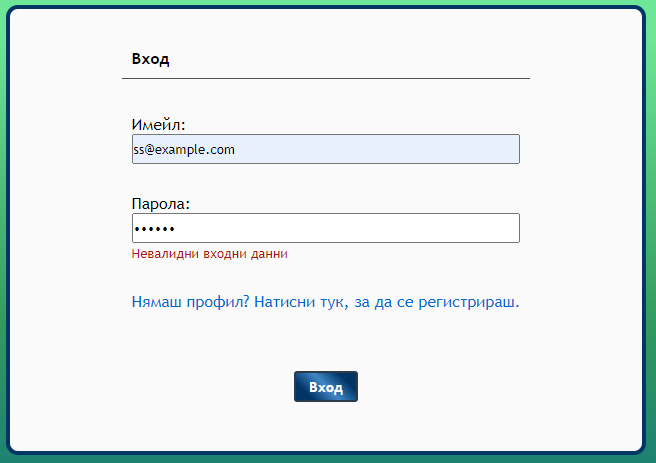 Вход
Имейл:
ss@example.com
Парола:
••••••
Невалидни входни данни
Нямаш профил? Натисни тук, за да се регистрираш.
Вход